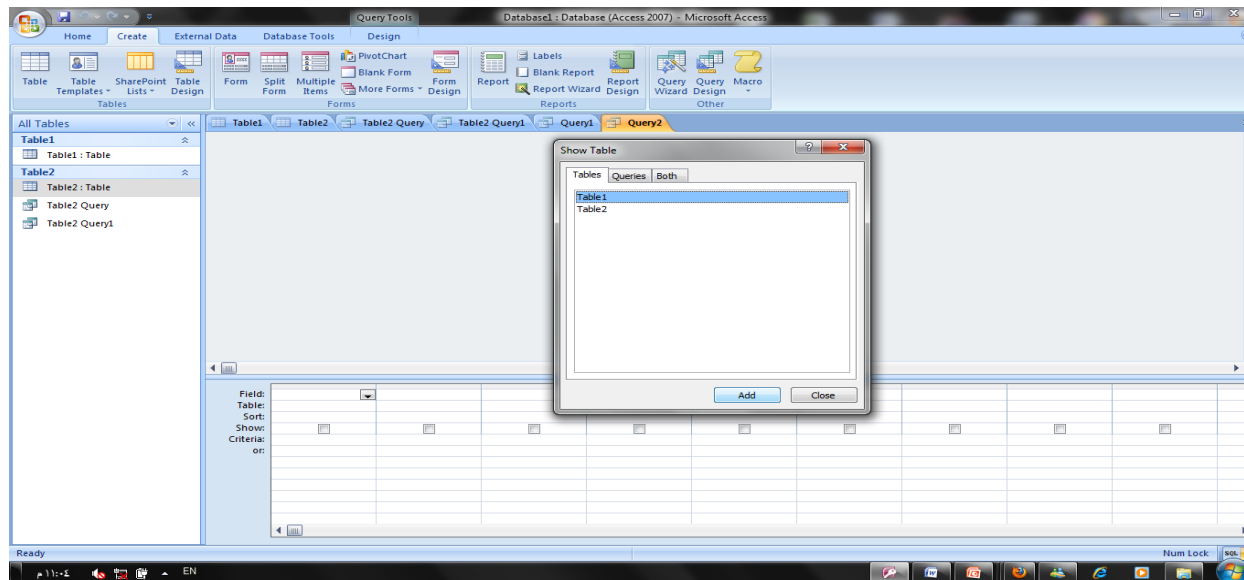 Query Tools
Database1 : Database (Access 2007) - Microsoft Access
Home Create External Data Database Tools Design
Table
Table Templates
SharePoint Lists
Table Design
Tables
Form
Split Form
Multiple Items
PivotChart
Blank Form
More Forms
Form Design
Forms
Report
Labels
Blank Report
Report Wizard
Report Design
Reports
Query Wizard
Query Design
Macro
Other
All Tables
Table1 Table2 Table2 Query Table2 Query1 Query1 Query2
Table1
Table1 : Table
Table2
Table2 : Table
Table2 Query
Table2 Query1
Show Table
Tables Queries Both
Table1
Table2
Add Close
Field:
Table:
Sort:
Show:
Criteria:
or:
Ready
Num Lock
SQL
١١:٠٤ م
EN